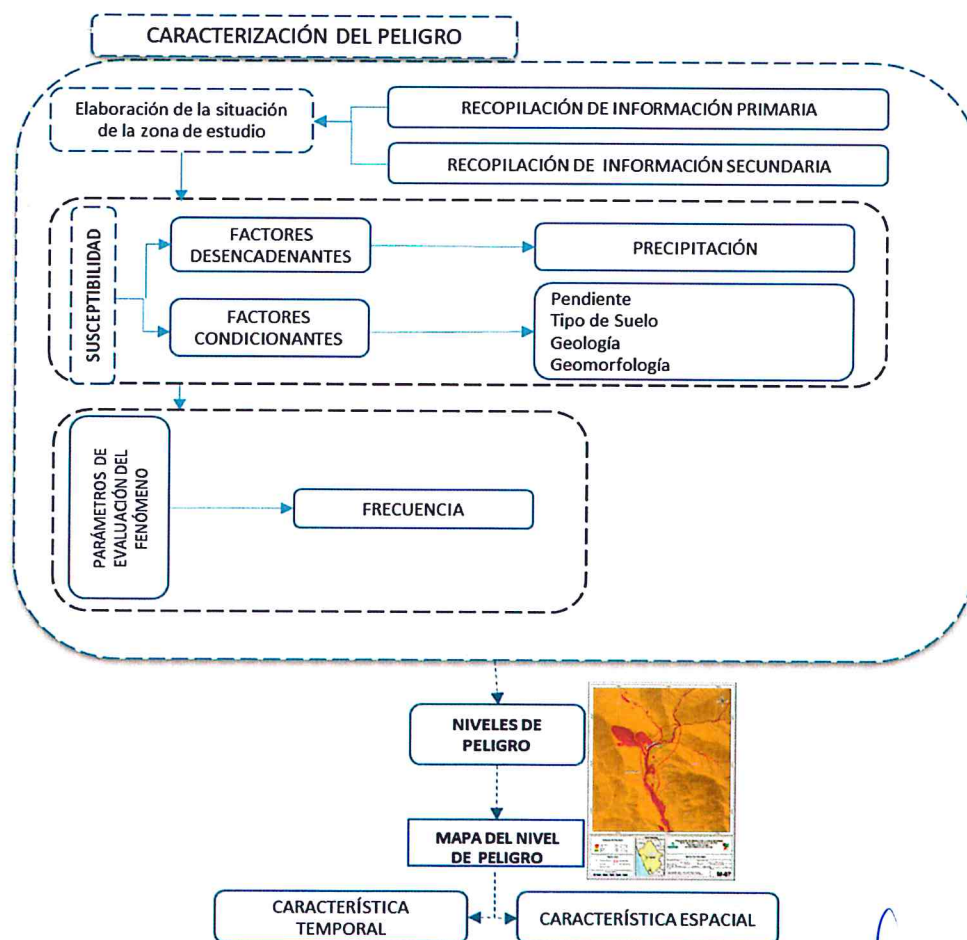 CARACTERIZACIÓN DEL PELIGRO
Elaboración de la situación
de la zona de estudio
RECOPILACIÓN DE INFORMACIÓN PRIMARIA
RECOPILACIÓN DE INFORMACIÓN SECUNDARIA
SUSCEPTIBILIDAD
FACTORES
DESENCADENANTES
PRECIPITACIÓN
FACTORES
CONDICIONANTES
Pendiente
Tipo de Suelo
Geología
Geomorfología
PARÁMETROS DE
EVALUACIÓN DEL
FENÓMENO
FRECUENCIA
NIVELES DE
PELIGRO
MAPA DEL NIVEL
DE PELIGRO
CARACTERÍSTICA
TEMPORAL
CARACTERÍSTICA ESPACIAL